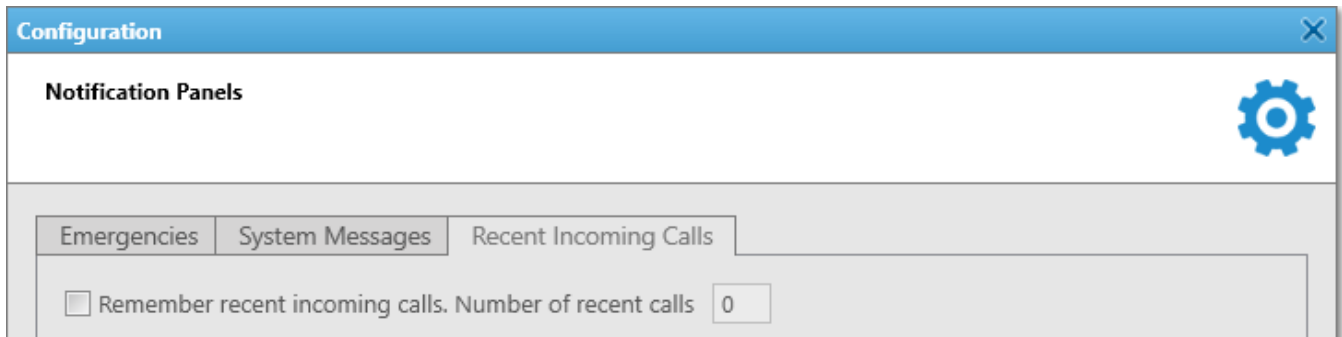 Configuration
Notification Panels
Emergencies System Messages Recent Incoming Calls
Remember recent incoming calls. Number of recent calls 0